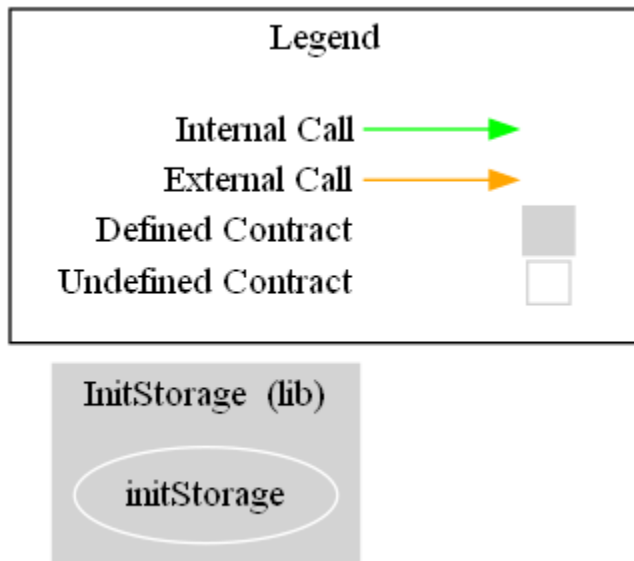 Legend
Internal Call
External Call
Defined Contract
Undefined Contract
InitStorage (lib)
initStorage